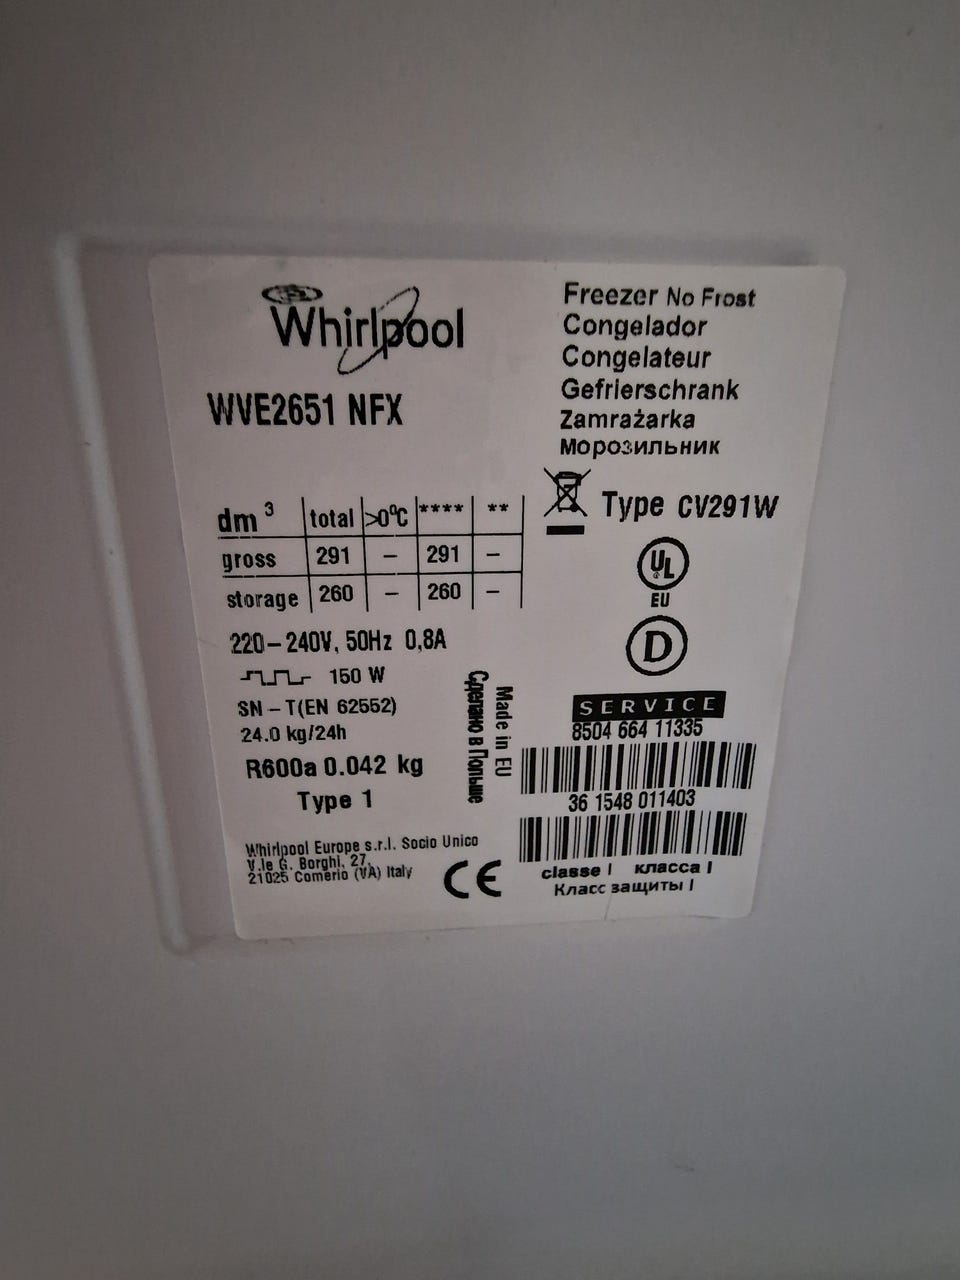 Whirlpool
WVE2651 NFX
Freezer No Frost
Congelador
Congelateur
Gefrierschrank
Zamrażarka
Морозильник
Type CV291W
dm³ total >0°C **** **
gross 291 – 291 –
storage 260 – 260 –
220-240V, 50Hz 0,8A
150 W
SN-T(EN 62552)
24.0 kg/24h
R600a 0.042 kg
Type 1
Made in EU
Сделано в Польше
UL
EU
D
SERVICE
8504 664 11335
36 1548 011403
classe I класса I
Класс защиты I
Whirlpool Europe s.r.l. Socio Unico
V.le G. Borghi, 27,
21025 Comerio (VA) Italy
CE